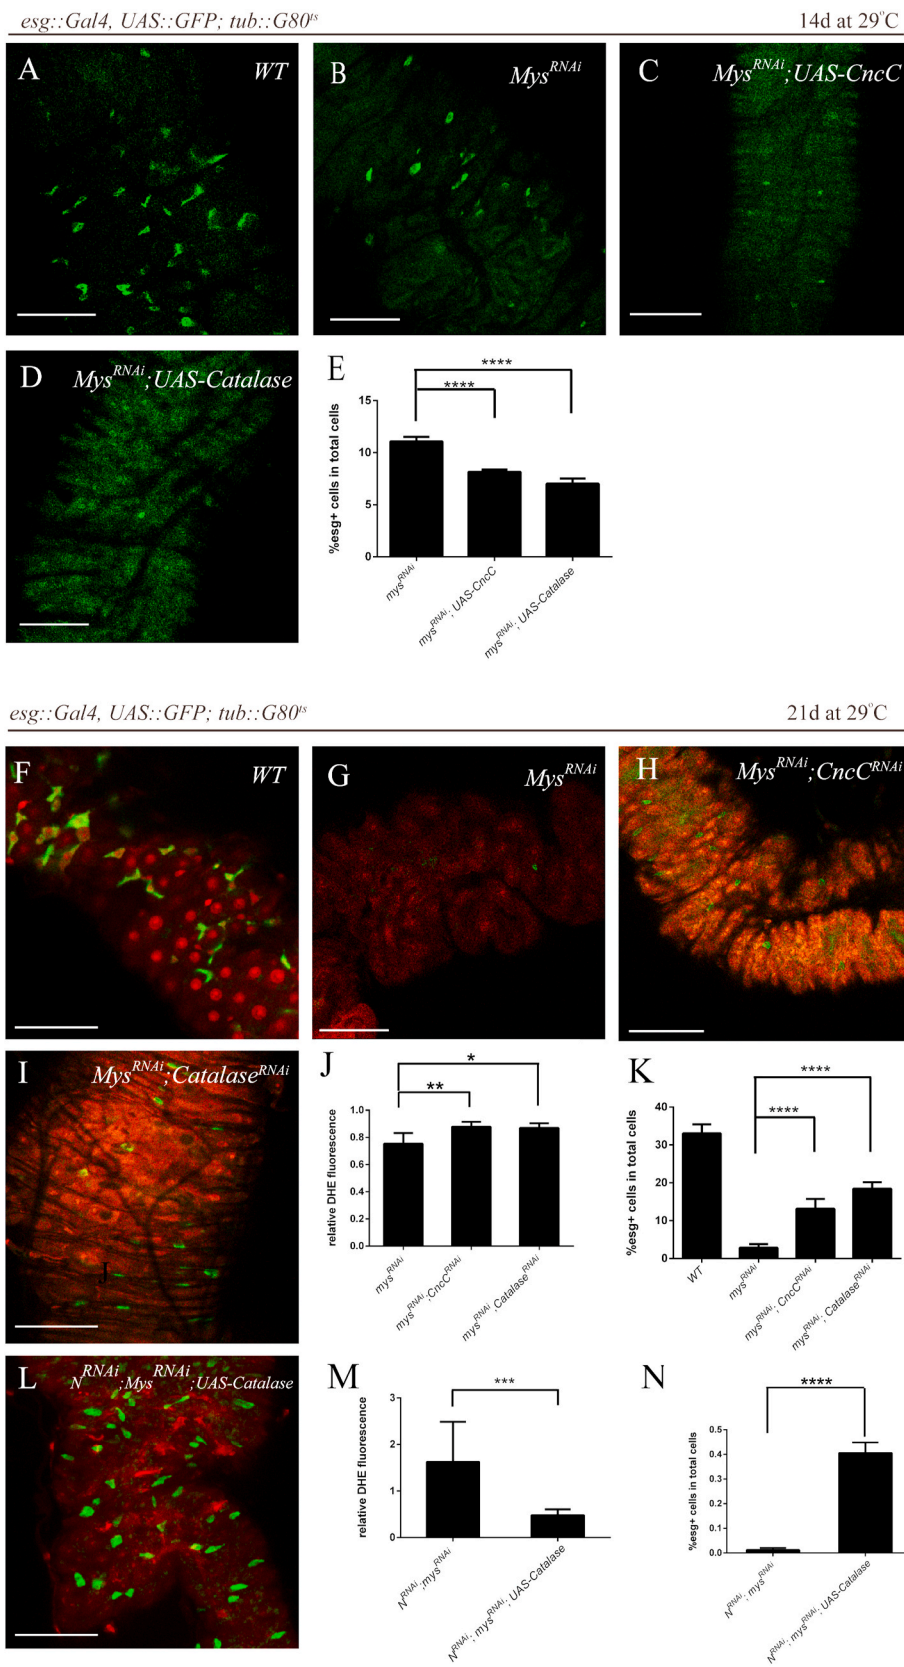 esg::Gal4, UAS::GFP; tub::G80ts 14d at 29°C
A WT
B MysRNAi
C MysRNAi;UAS-CncC
D MysRNAi;UAS-Catalase
E
****
****
%esg+ cells in total cells
15
10
5
0
mysRNAi
mysRNAi; UAS-CncC
mysRNAi; UAS-Catalase
esg::Gal4, UAS::GFP; tub::G80ts 21d at 29°C
F WT
G MysRNAi
H MysRNAi;CncCRNAi
I MysRNAi;CatalaseRNAi
J
J
*
**
relative DHE fluorescence
1.0
0.8
0.6
0.4
0.2
0.0
mysRNAi
mysRNAi;CncCRNAi
mysRNAi; CatalaseRNAi
K
****
****
%esg+ cells in total cells
40
30
20
10
0
WT
mysRNAi
mysRNAi; CncCRNAi
mysRNAi; CatalaseRNAi
L NRNAi;MysRNAi;UAS-Catalase
M
***
relative DHE fluorescence
3
2
1
0
NRNAi;mysRNAi
NRNAi; mysRNAi; UAS-Catalase
N
****
%esg+ cells in total cells
0.5
0.4
0.3
0.2
0.1
0.0
NRNAi; mysRNAi
NRNAi; mysRNAi; UAS-Catalase